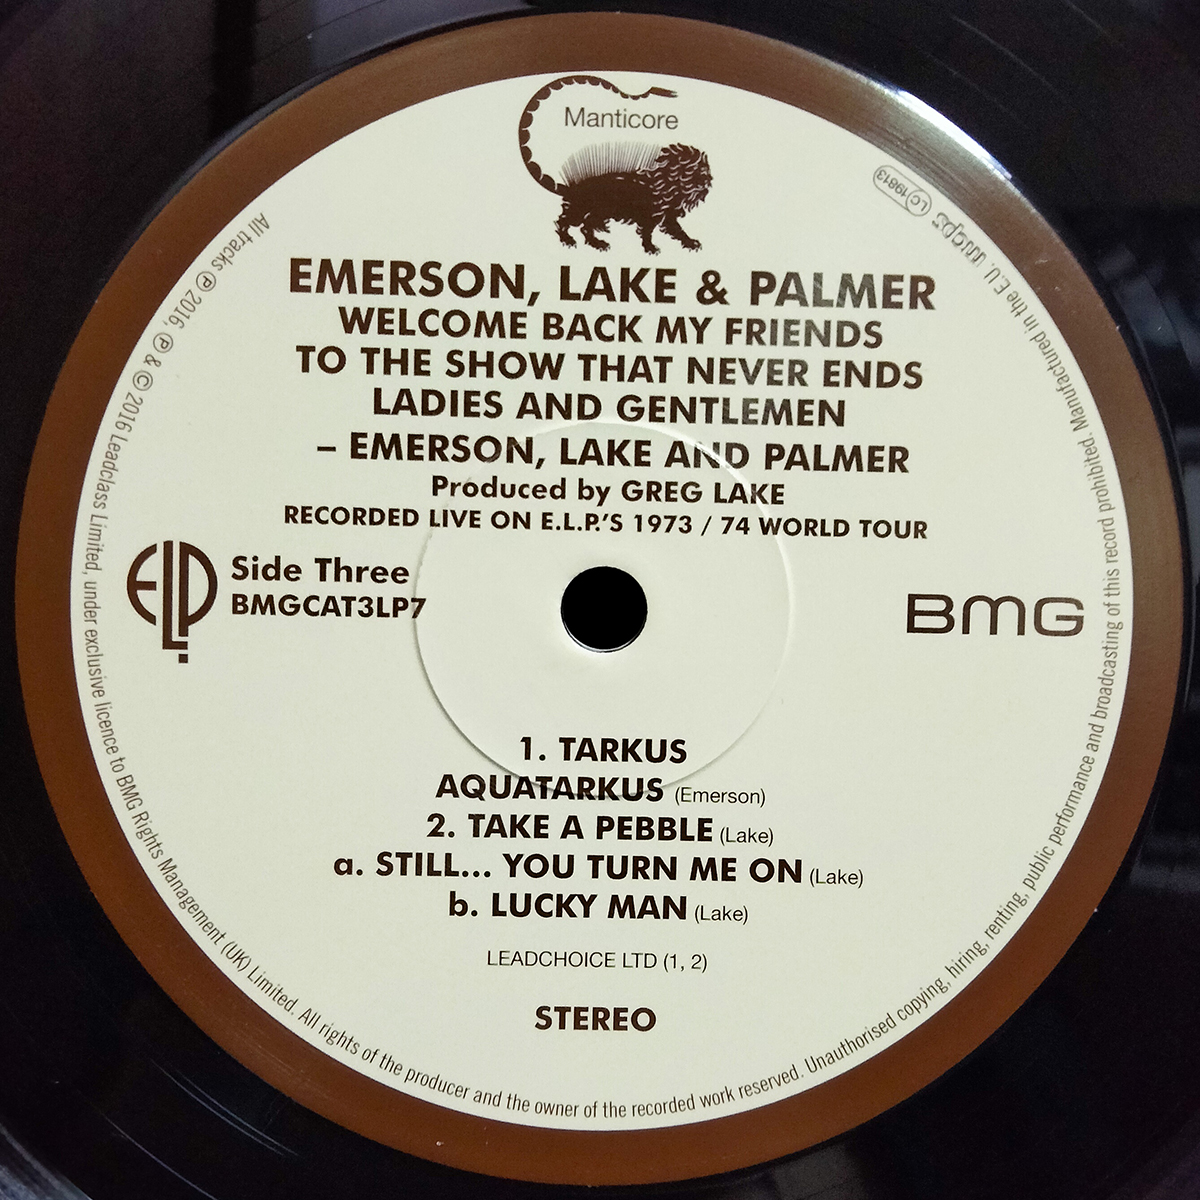 Manticore
EMERSON, LAKE & PALMER
WELCOME BACK MY FRIENDS
TO THE SHOW THAT NEVER ENDS
LADIES AND GENTLEMEN
– EMERSON, LAKE AND PALMER
Produced by GREG LAKE
RECORDED LIVE ON E.L.P.'S 1973 / 74 WORLD TOUR
ELP.
Side Three
BMGCAT3LP7
BMG
1. TARKUS
AQUATARKUS (Emerson)
2. TAKE A PEBBLE (Lake)
a. STILL... YOU TURN ME ON (Lake)
b. LUCKY MAN (Lake)
LEADCHOICE LTD (1, 2)
STEREO
All tracks ℗ 2016, ℗ & © 2016 Leadclass Limited, under exclusive licence to BMG Rights Management (UK) Limited. All rights of the producer and the owner of the recorded work reserved. Unauthorised copying, hiring, renting, public performance and broadcasting of this record prohibited. Manufactured in the E.U. mcps
LC 19813